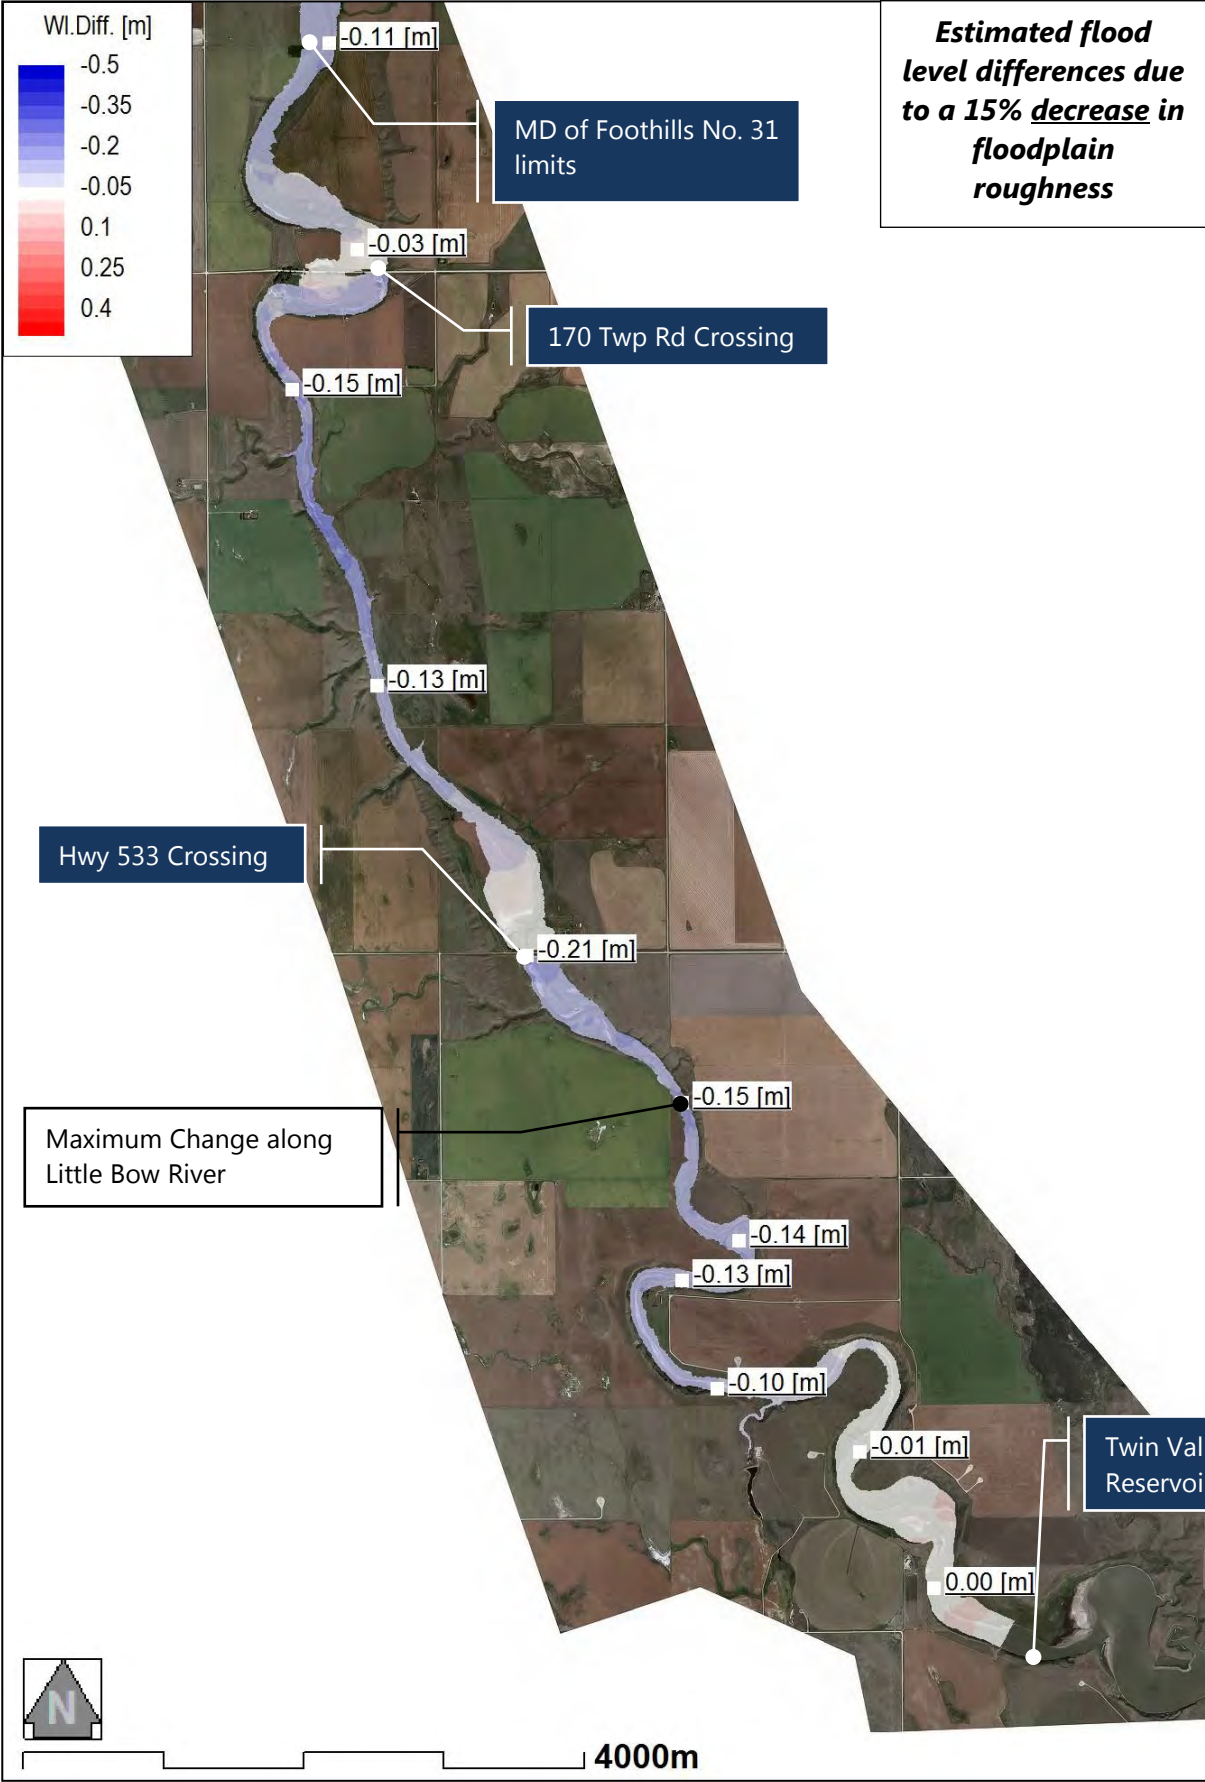 Wl.Diff. [m]
-0.5
-0.35
-0.2
-0.05
0.1
0.25
0.4
Estimated flood
level differences due
to a 15% decrease in
floodplain
roughness
-0.11 [m]
MD of Foothills No. 31
limits
-0.03 [m]
170 Twp Rd Crossing
-0.15 [m]
-0.13 [m]
Hwy 533 Crossing
-0.21 [m]
-0.15 [m]
Maximum Change along
Little Bow River
-0.14 [m]
-0.13 [m]
-0.10 [m]
-0.01 [m]
Twin Val
Reservoi
0.00 [m]
N
4000m